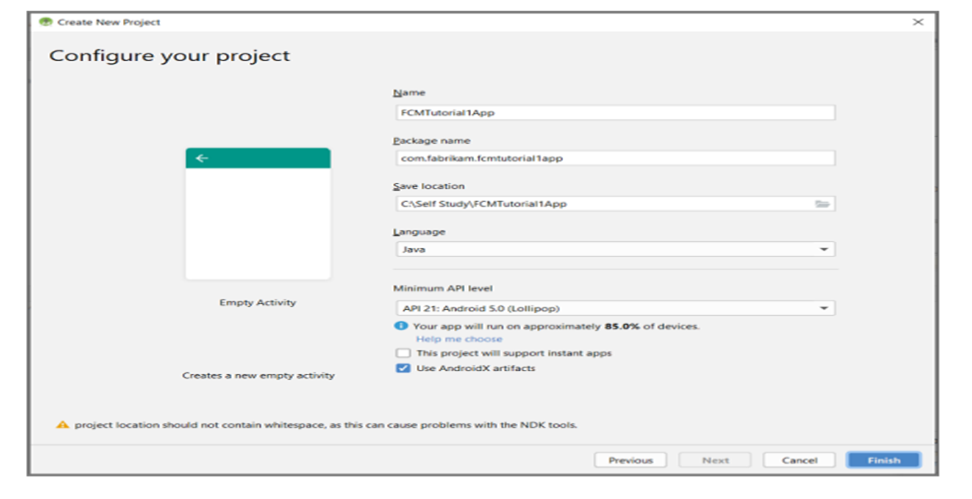 Create New Project
Configure your project
Name
FCMTutorial1App
Package name
com.fabrikam.fcmtutorial1app
Save location
C:\Self Study\FCMTutorial1App
Language
Java
Minimum API level
API 21: Android 5.0 (Lollipop)
Your app will run on approximately 85.0% of devices.
Help me choose
This project will support instant apps
Use AndroidX artifacts
Empty Activity
Creates a new empty activity
project location should not contain whitespace, as this can cause problems with the NDK tools.
Previous Next Cancel Finish